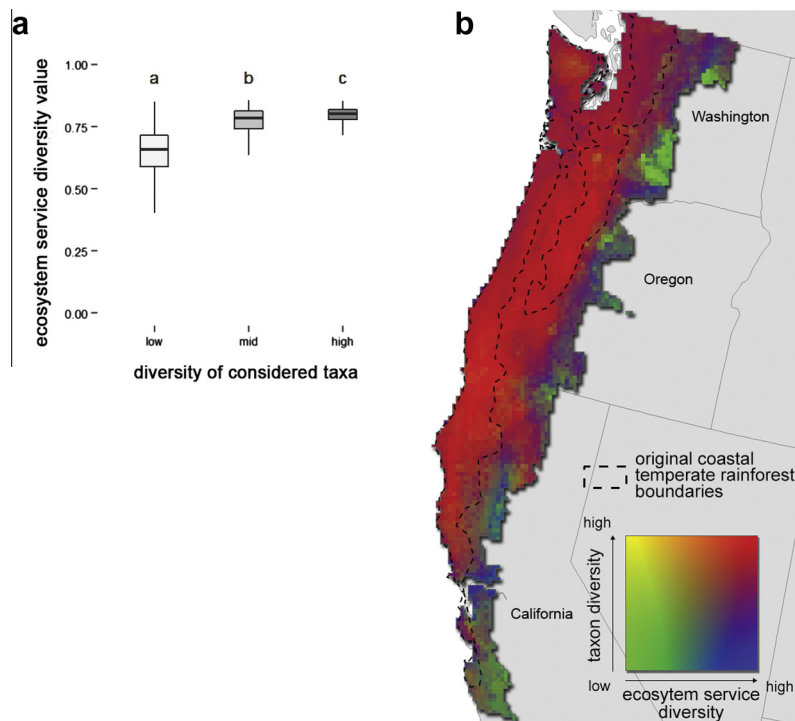 a
ecosystem service diversity value
1.00
0.75
0.50
0.25
0.00
a
b
c
low
mid
high
diversity of considered taxa
b
Washington
Oregon
California
original coastal
temperate rainforest
boundaries
high
taxon diversity
low
high
ecosytem service
diversity